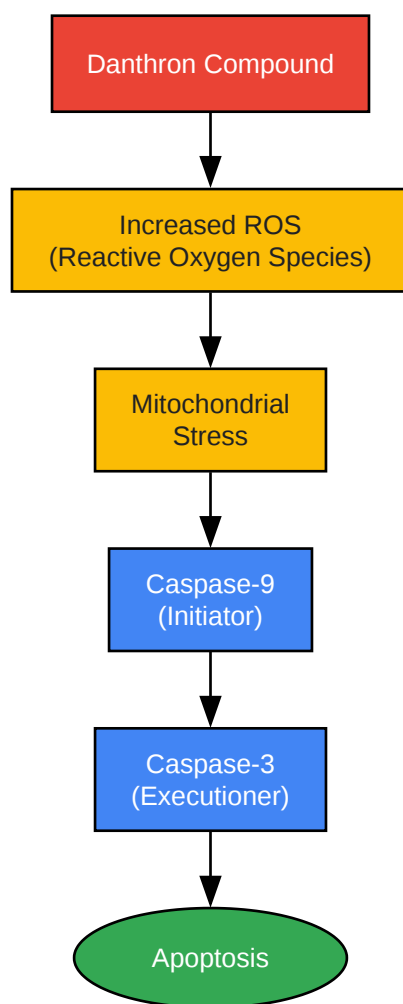 Danthron Compound
Increased ROS
(Reactive Oxygen Species)
Mitochondrial
Stress
Caspase-9
(Initiator)
Caspase-3
(Executioner)
Apoptosis